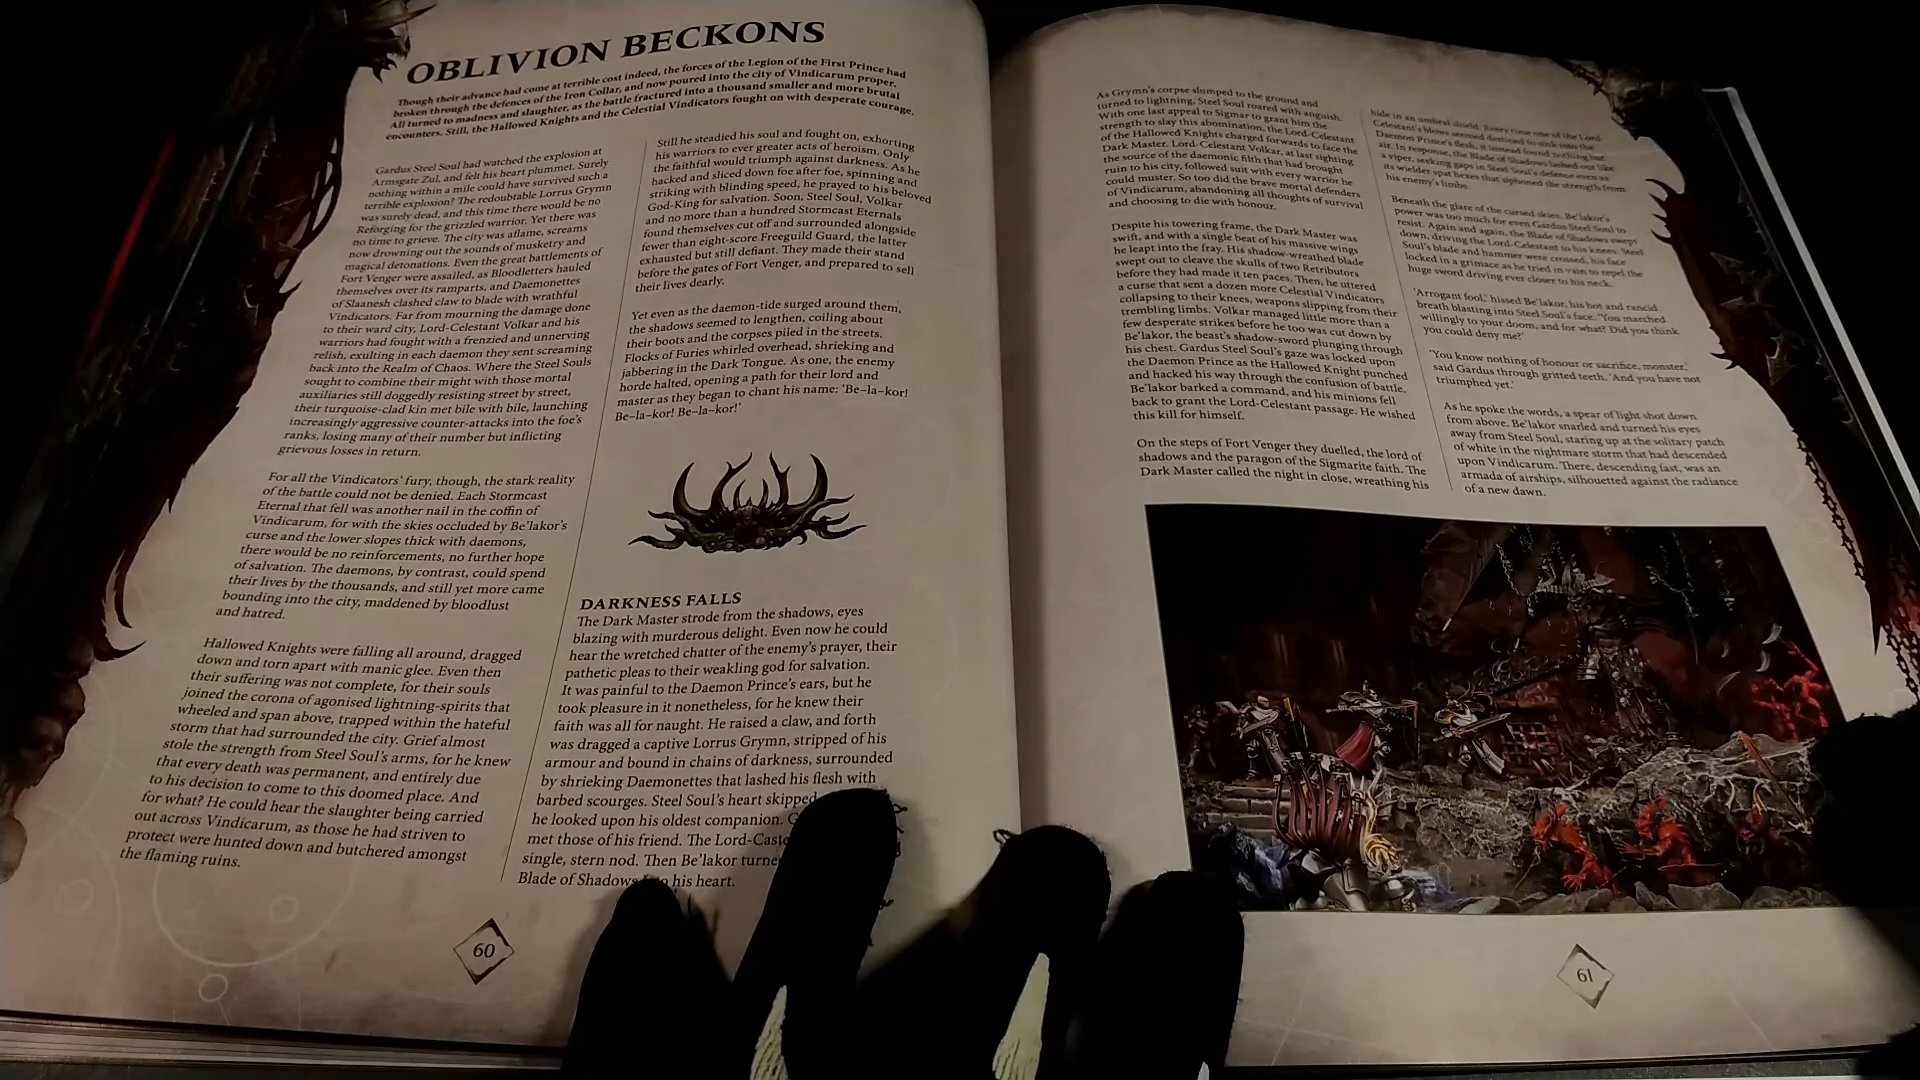 OBLIVION BECKONS
Though their advance had come at terrible cost indeed, the forces of the Legion of the First Prince had
broken through the defences of the Iron Collar, and now poured into the city of Vindicarum proper.
All turned to madness and slaughter, as the battle fractured into a thousand smaller and more brutal
encounters. Still, the Hallowed Knights and the Celestial Vindicators fought on with desperate courage.
Gardus Steel Soul had watched the explosion at
Armsgate Zul, and felt his heart plummet. Surely
nothing within a mile could have survived such a
terrible explosion? The redoubtable Lorrus Grymn
was surely dead, and this time there would be no
Reforging for the grizzled warrior. Yet there was
no time to grieve. The city was aflame, screams
now drowning out the sounds of musketry and
magical detonations. Even the great battlements of
Fort Venger were assailed, as Bloodletters hauled
themselves over its ramparts, and Daemonettes
of Slaanesh clashed claw to blade with wrathful
Vindicators. Far from mourning the damage done
to their ward city, Lord-Celestant Volkar and his
warriors had fought with a frenzied and unnerving
relish, exulting in each daemon they sent screaming
back into the Realm of Chaos. Where the Steel Souls
sought to combine their might with those mortal
auxiliaries still doggedly resisting street by street,
their turquoise-clad kin met bile with bile, launching
increasingly aggressive counter-attacks into the foe's
ranks, losing many of their number but inflicting
grievous losses in return.
For all the Vindicators' fury, though, the stark reality
of the battle could not be denied. Each Stormcast
Eternal that fell was another nail in the coffin of
Vindicarum, for with the skies occluded by Be'lakor's
curse and the lower slopes thick with daemons,
there would be no reinforcements, no further hope
of salvation. The daemons, by contrast, could spend
their lives by the thousands, and still yet more came
bounding into the city, maddened by bloodlust
and hatred.
Hallowed Knights were falling all around, dragged
down and torn apart with manic glee. Even then
their suffering was not complete, for their souls
joined the corona of agonised lightning-spirits that
wheeled and span above, trapped within the hateful
storm that had surrounded the city. Grief almost
stole the strength from Steel Soul's arms, for he knew
that every death was permanent, and entirely due
to his decision to come to this doomed place. And
for what? He could hear the slaughter being carried
out across Vindicarum, as those he had striven to
protect were hunted down and butchered amongst
the flaming ruins.
Still he steadied his soul and fought on, exhorting
his warriors to ever greater acts of heroism. Only
the faithful would triumph against darkness. As he
hacked and sliced down foe after foe, spinning and
striking with blinding speed, he prayed to his beloved
God-King for salvation. Soon, Steel Soul, Volkar
and no more than a hundred Stormcast Eternals
found themselves cut off and surrounded alongside
fewer than eight-score Freeguild Guard, the latter
exhausted but still defiant. They made their stand
before the gates of Fort Venger, and prepared to sell
their lives dearly.
Yet even as the daemon-tide surged around them,
the shadows seemed to lengthen, coiling about
their boots and the corpses piled in the streets.
Flocks of Furies whirled overhead, shrieking and
jabbering in the Dark Tongue. As one, the enemy
horde halted, opening a path for their lord and
master as they began to chant his name: 'Be-la-kor!
Be-la-kor! Be-la-kor!'
DARKNESS FALLS
The Dark Master strode from the shadows, eyes
blazing with murderous delight. Even now he could
hear the wretched chatter of the enemy's prayer, their
pathetic pleas to their weakling god for salvation.
It was painful to the Daemon Prince's ears, but he
took pleasure in it nonetheless, for he knew their
faith was all for naught. He raised a claw, and forth
was dragged a captive Lorrus Grymn, stripped of his
armour and bound in chains of darkness, surrounded
by shrieking Daemonettes that lashed his flesh with
barbed scourges. Steel Soul's heart skipped
he looked upon his oldest companion.
met those of his friend. The
single, stern nod. Then Be'lakor
Blade of Shadows his heart.
60
As Grymn's corpse slumped to the ground and
turned to lightning, Steel Soul roared with anguish.
With one last appeal to Sigmar to grant him the
strength to slay this abomination, the Lord-Celestant
of the Hallowed Knights charged forwards to face the
Dark Master. Lord-Celestant Volkar, at last sighting
the source of the daemonic filth that had brought
ruin to his city, followed suit with every warrior he
could muster. So too did the brave mortal defenders
of Vindicarum, abandoning all thoughts of survival
and choosing to die with honour.
Despite his towering frame, the Dark Master was
swift, and with a single beat of his massive wings
he leapt into the fray. His shadow-wreathed blade
swept out to cleave the skulls of two Retributors
before they had made it ten paces. Then, he uttered
a curse that sent a dozen more Celestial Vindicators
collapsing to their knees, weapons slipping from their
trembling limbs. Volkar managed little more than a
few desperate strikes before he too was cut down by
Be'lakor, the beast's shadow-sword plunging through
his chest. Gardus Steel Soul's gaze was locked upon
the Daemon Prince as the Hallowed Knight punched
and hacked his way through the confusion of battle.
Be'lakor barked a command, and his minions fell
back to grant the Lord-Celestant passage. He wished
this kill for himself.
On the steps of Fort Venger they duelled, the lord of
shadows and the paragon of the Sigmarite faith. The
Dark Master called the night in close, wreathing his
hide in an umbral shield. Every time one of the Lord-
Celestant's blows seemed destined to sink into the
Daemon Prince's flesh, it instead found nothing but
air. In response, the Blade of Shadows lashed out like
a viper, seeking gaps in Steel Soul's defence even as
its wielder spat hexes that siphoned the strength from
his enemy's limbs.
Beneath the glare of the cursed skies, Be'lakor's
power was too much for even Gardus Steel Soul to
resist. Again and again, the Blade of Shadows swept
down, driving the Lord-Celestant to his knees. Steel
Soul's blade and hammer were crossed, his face
locked in a grimace as he tried in vain to repel the
huge sword driving ever closer to his neck.
'Arrogant fool,' hissed Be'lakor, his hot and rancid
breath blasting into Steel Soul's face. 'You marched
willingly to your doom, and for what? Did you think
you could deny me?'
'You know nothing of honour or sacrifice, monster,'
said Gardus through gritted teeth. 'And you have not
triumphed yet.'
As he spoke the words, a spear of light shot down
from above. Be'lakor snarled and turned his eyes
away from Steel Soul, staring up at the solitary patch
of white in the nightmare storm that had descended
upon Vindicarum. There, descending fast, was an
armada of airships, silhouetted against the radiance
of a new dawn.
61